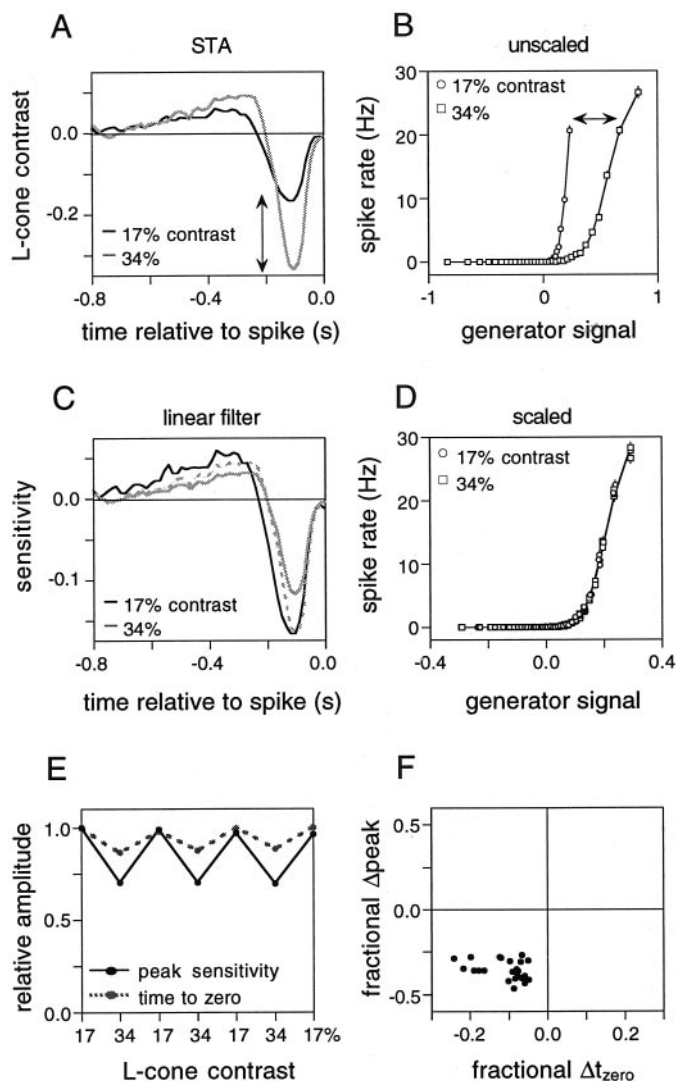 A
STA
L-cone contrast
0.0
-0.2
17% contrast
34%
-0.8
-0.4
0.0
time relative to spike (s)
B
unscaled
spike rate (Hz)
30
20
10
0
17% contrast
34%
-1
0
1
generator signal
C
linear filter
sensitivity
0.0
-0.1
17% contrast
34%
-0.8
-0.4
0.0
time relative to spike (s)
D
scaled
spike rate (Hz)
30
20
10
0
17% contrast
34%
-0.4
0.0
0.4
generator signal
E
relative amplitude
1.0
0.5
0.0
peak sensitivity
time to zero
17 34 17 34 17 34 17%
L-cone contrast
F
fractional Δpeak
0.5
0.0
-0.5
-0.2
0.0
0.2
fractional Δtzero